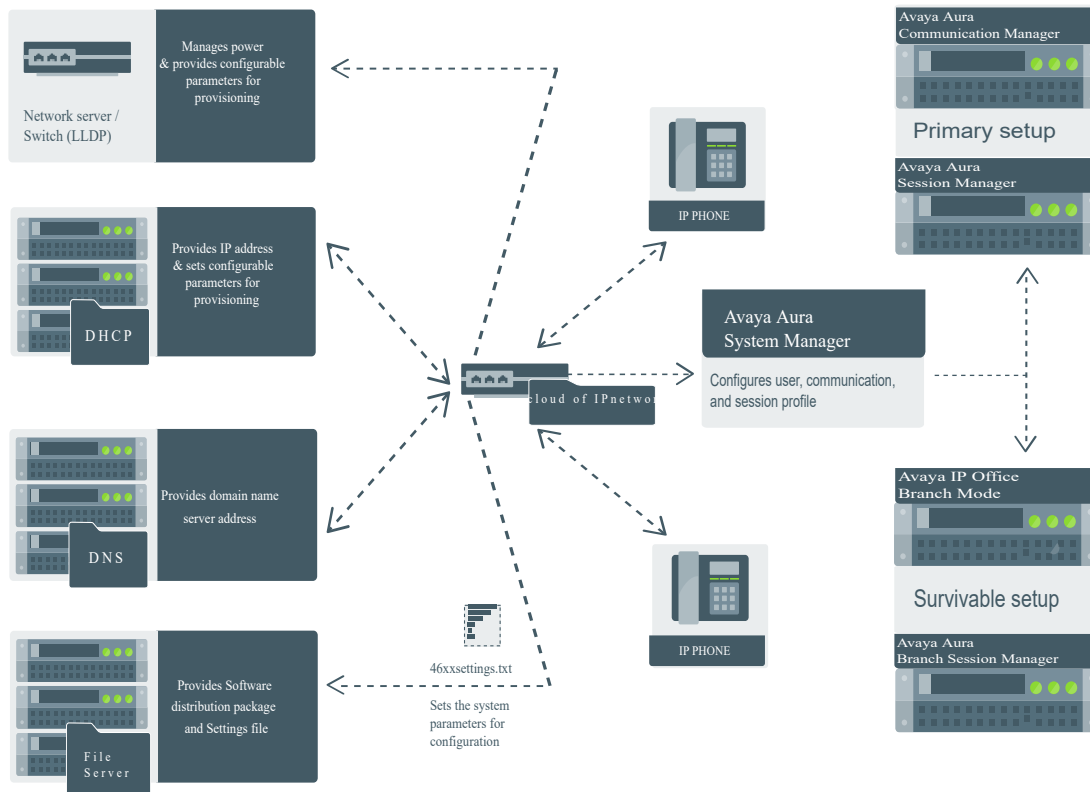 Manages power
& provides configurable
parameters for
provisioning
Network server /
Switch (LLDP)
Provides IP address
& sets configurable
parameters for
provisioning
DHCP
Provides domain name
server address
DNS
Provides Software
distribution package
and Settings file
File
Server
46xxsettings.txt
Sets the system
parameters for
configuration
IP PHONE
cloud of IPnetwor
IP PHONE
Avaya Aura
System Manager
Configures user, communication,
and session profile
Avaya Aura
Communication Manager
Primary setup
Avaya Aura
Session Manager
Avaya IP Office
Branch Mode
Survivable setup
Avaya Aura
Branch Session Manager